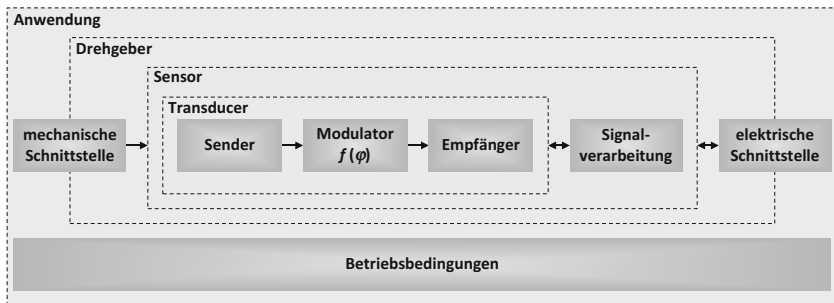 Anwendung
Drehgeber
Sensor
Transducer
mechanische
Schnittstelle
Sender
Modulator
f (φ)
Empfänger
Signal-
verarbeitung
elektrische
Schnittstelle
Betriebsbedingungen